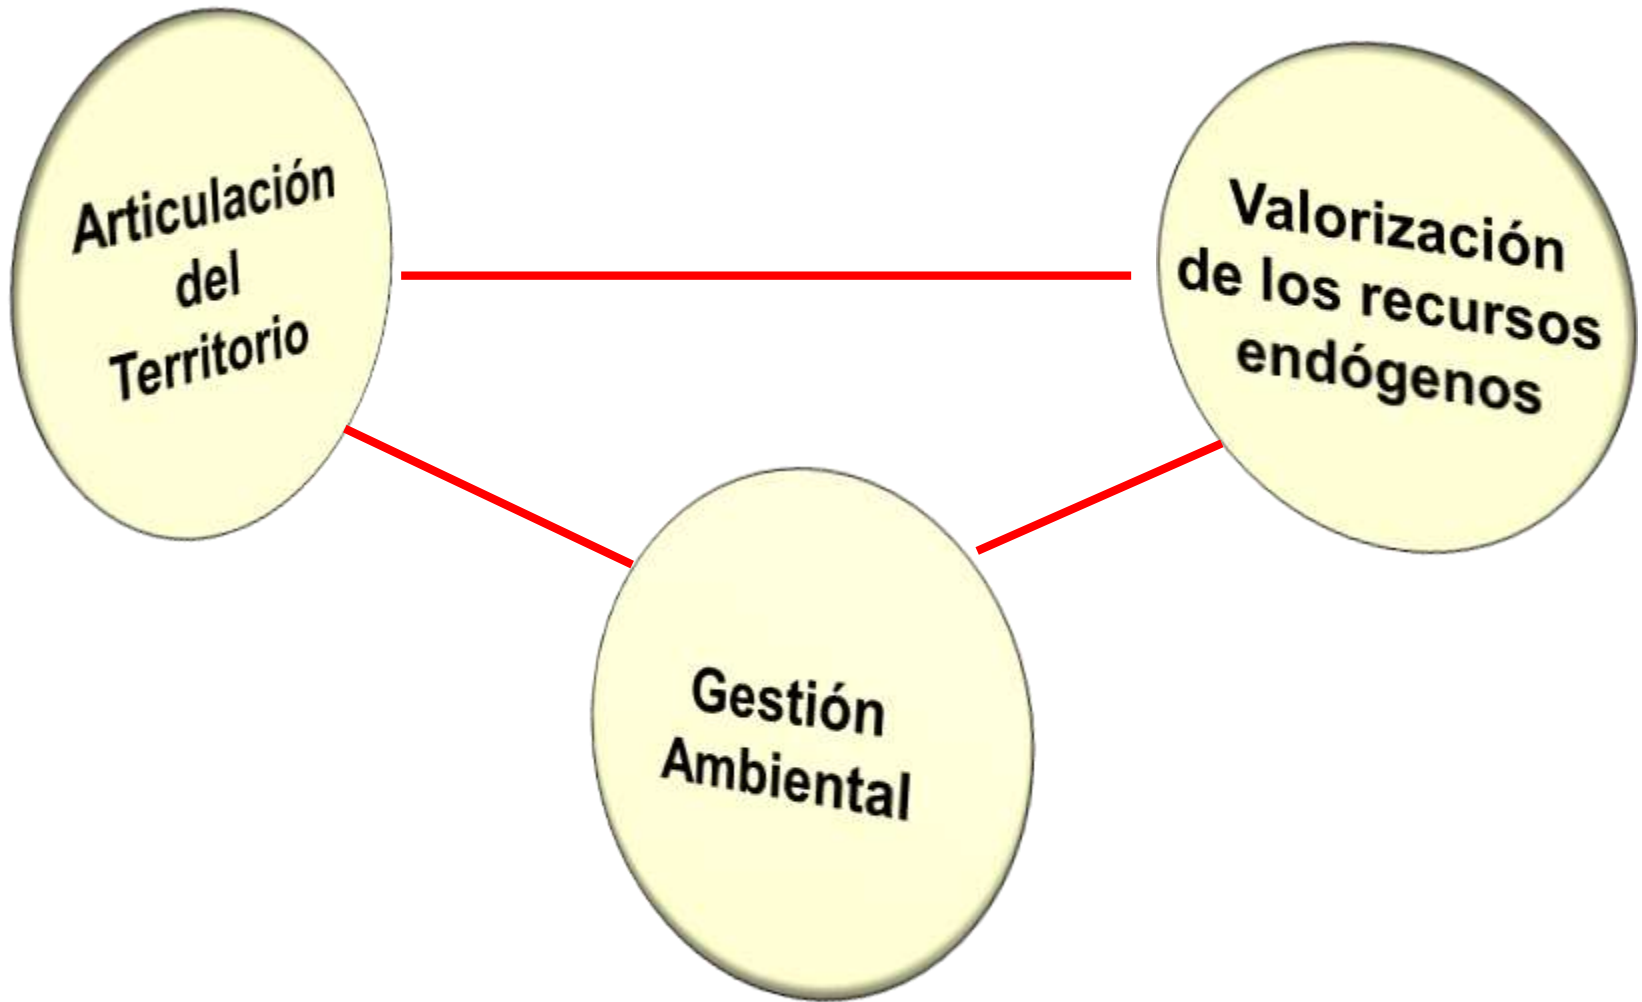 Articulación
del
Territorio
Valorización
de los recursos
endógenos
Gestión
Ambiental